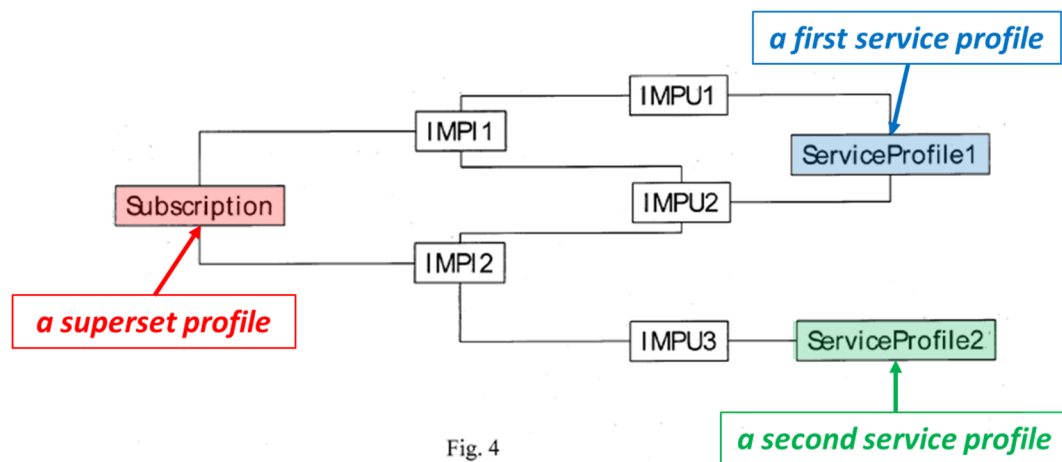 a first service profile
IMPU1
IMPI1
ServiceProfile1
Subscription
IMPU2
IMPI2
a superset profile
IMPU3
ServiceProfile2
a second service profile
Fig. 4